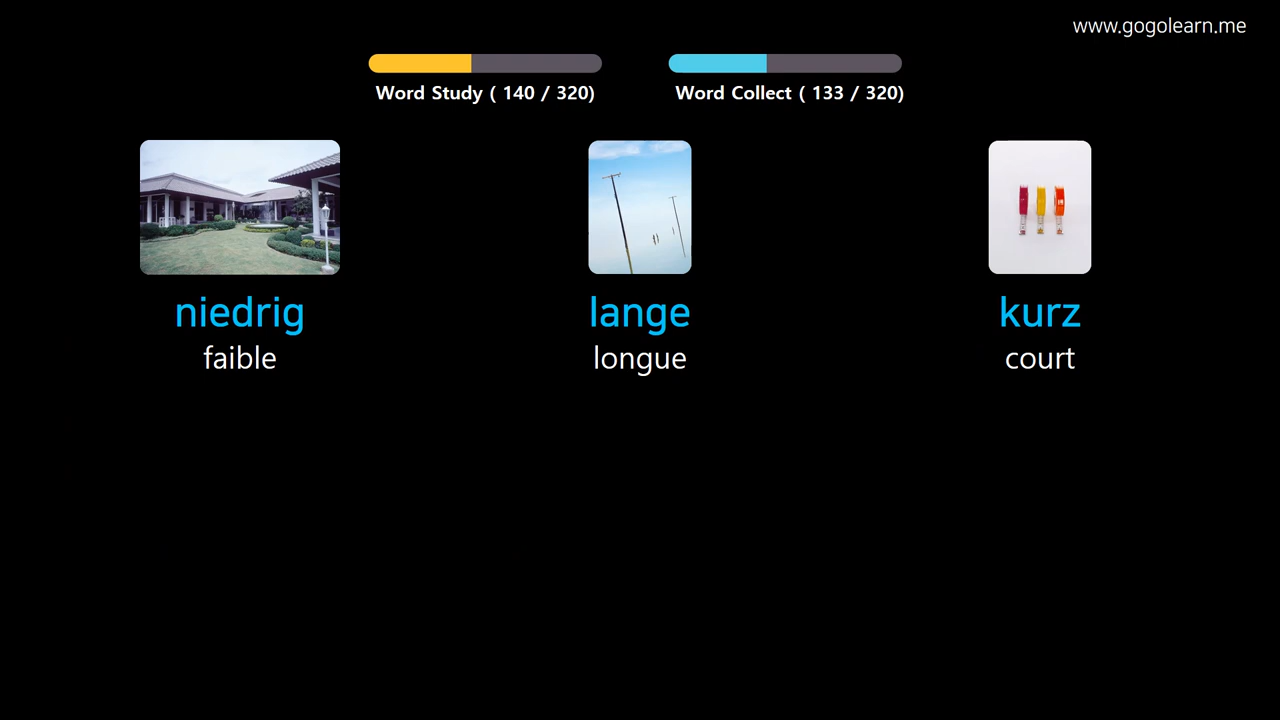 www.gogolearn.me
Word Study ( 140 / 320)
Word Collect ( 133 / 320)
niedrig
faible
lange
longue
kurz
court